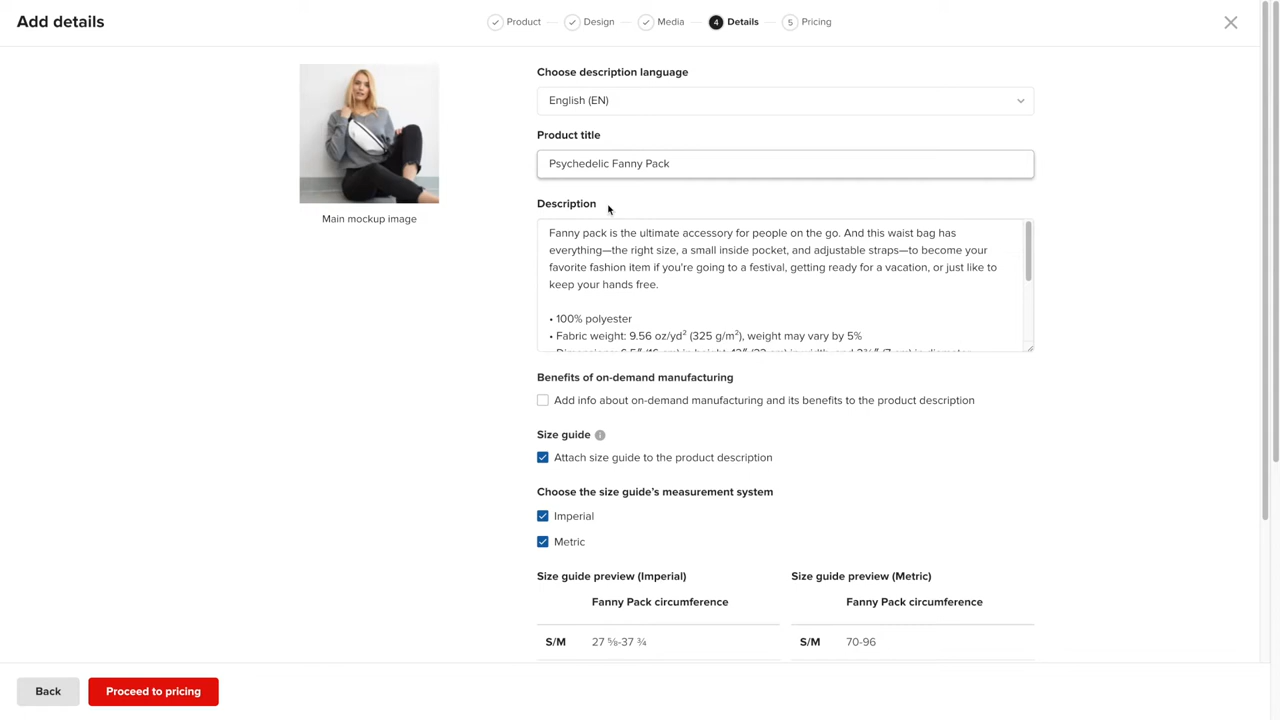 Add details
Product
Design
Media
4 Details
5 Pricing
Choose description language
English (EN)
Product title
Psychedelic Fanny Pack
Main mockup image
Description
Fanny pack is the ultimate accessory for people on the go. And this waist bag has
everything—the right size, a small inside pocket, and adjustable straps—to become your
favorite fashion item if you're going to a festival, getting ready for a vacation, or just like to
keep your hands free.
• 100% polyester
• Fabric weight: 9.56 oz/yd² (325 g/m²), weight may vary by 5%
Benefits of on-demand manufacturing
Add info about on-demand manufacturing and its benefits to the product description
Size guide i
Attach size guide to the product description
Choose the size guide's measurement system
Imperial
Metric
Size guide preview (Imperial)
Fanny Pack circumference
S/M 27 ⅝-37 ¾
Size guide preview (Metric)
Fanny Pack circumference
S/M 70-96
Back
Proceed to pricing